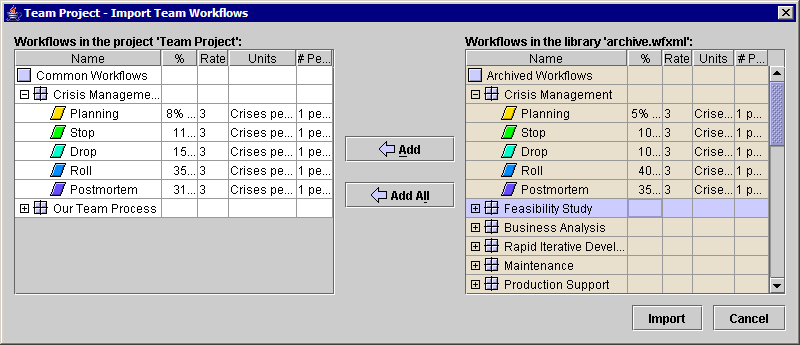 Team Project - Import Team Workflows
Workflows in the project 'Team Project':
Name % Rate Units # Pe...
Common Workflows
Crisis Manageme...
Planning 8% ... 3 Crises pe... 1 pe...
Stop 11... 3 Crises pe... 1 pe...
Drop 15... 3 Crises pe... 1 pe...
Roll 35... 3 Crises pe... 1 pe...
Postmortem 31... 3 Crises pe... 1 pe...
Our Team Process
Add
Add All
Workflows in the library 'archive.wfxml':
Name % Rate Units # P...
Archived Workflows
Crisis Management
Planning 5% ... 3 Crise... 1 p...
Stop 10... 3 Crise... 1 p...
Drop 10... 3 Crise... 1 p...
Roll 40... 3 Crise... 1 p...
Postmortem 35... 3 Crise... 1 p...
Feasibility Study
Business Analysis
Rapid Iterative Devel...
Maintenance
Production Support
Import Cancel